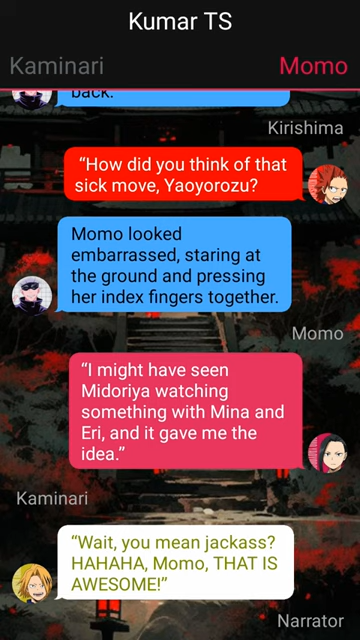 Kumar TS
Kaminari
Momo
back.
Kirishima
“How did you think of that
sick move, Yaoyorozu?
Momo looked
embarrassed, staring at
the ground and pressing
her index fingers together.
Momo
“I might have seen
Midoriya watching
something with Mina and
Eri, and it gave me the
idea.”
Kaminari
“Wait, you mean jackass?
HAHAHA, Momo, THAT IS
AWESOME!”
Narrator